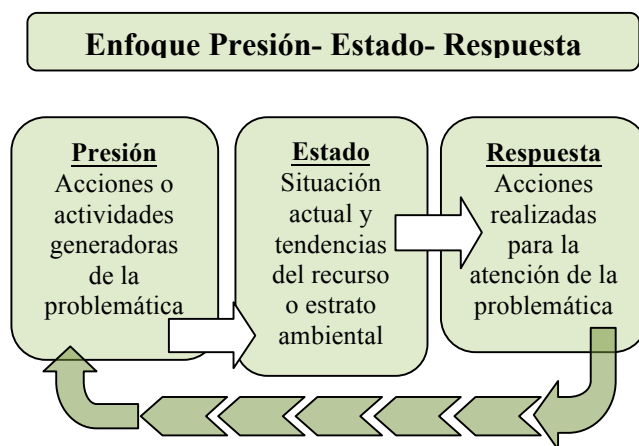 Enfoque Presión- Estado- Respuesta
Presión
Acciones o
actividades
generadoras
de la
problemática
Estado
Situación
actual y
tendencias
del recurso
o estrato
ambiental
Respuesta
Acciones
realizadas
para la
atención de la
problemática